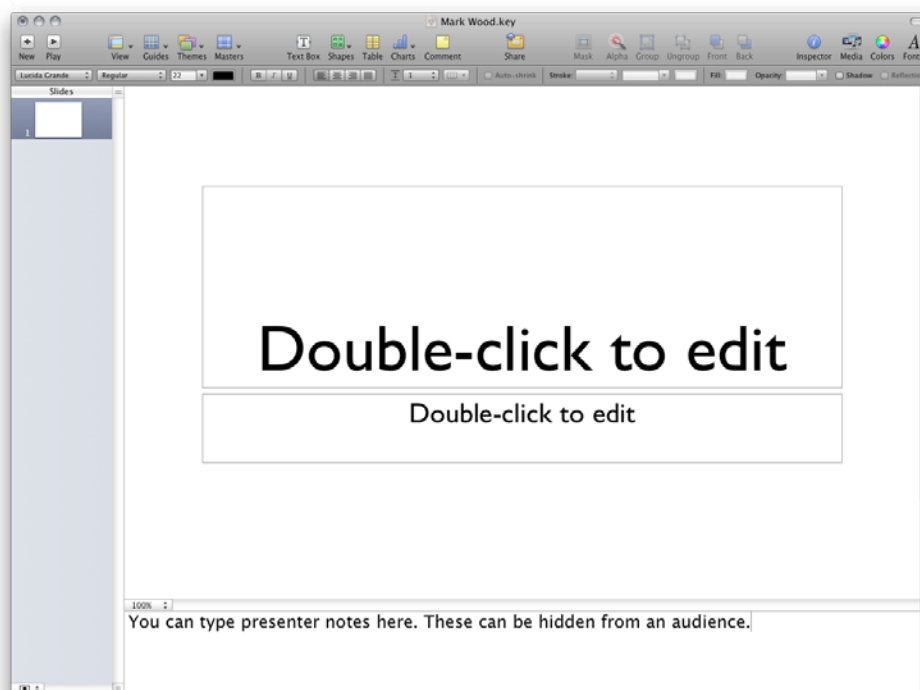 Mark Wood.key
New Play View Guides Themes Masters Text Box Shapes Table Charts Comment Share Mask Alpha Group Ungroup Front Back Inspector Media Colors
Lucida Grande Regular 22 B I U 1 Auto-shrink Stroke: Fill: Opacity: Shadow
Slides
1
Double-click to edit
Double-click to edit
100%
You can type presenter notes here. These can be hidden from an audience.